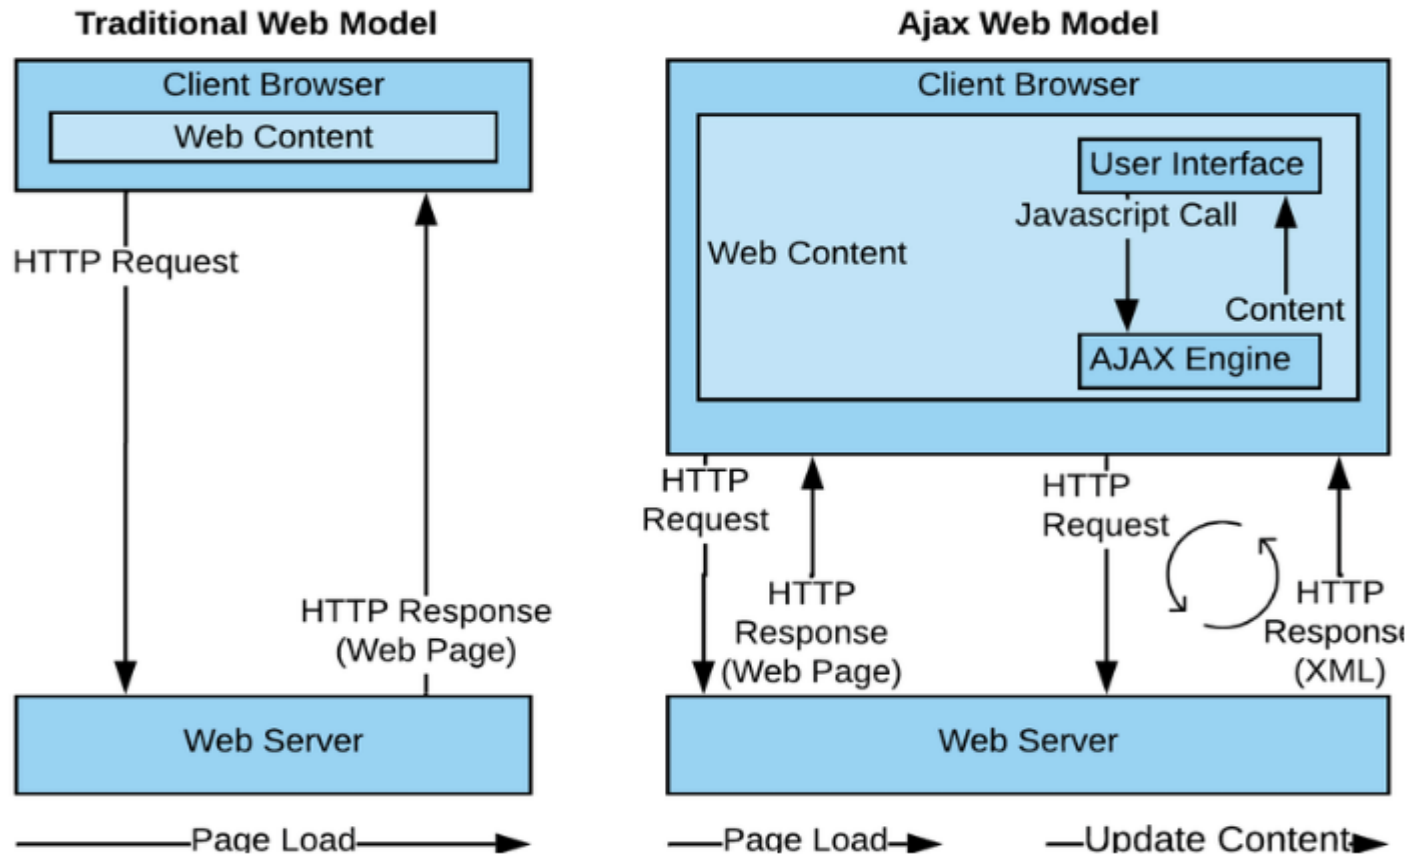 Traditional Web Model
Client Browser
Web Content
HTTP Request
HTTP Response
(Web Page)
Web Server
Page Load
Ajax Web Model
Client Browser
Web Content
User Interface
Javascript Call
Content
AJAX Engine
HTTP
Request
HTTP
Response
(Web Page)
HTTP
Request
HTTP
Respons
(XML)
Web Server
Page Load
Update Content